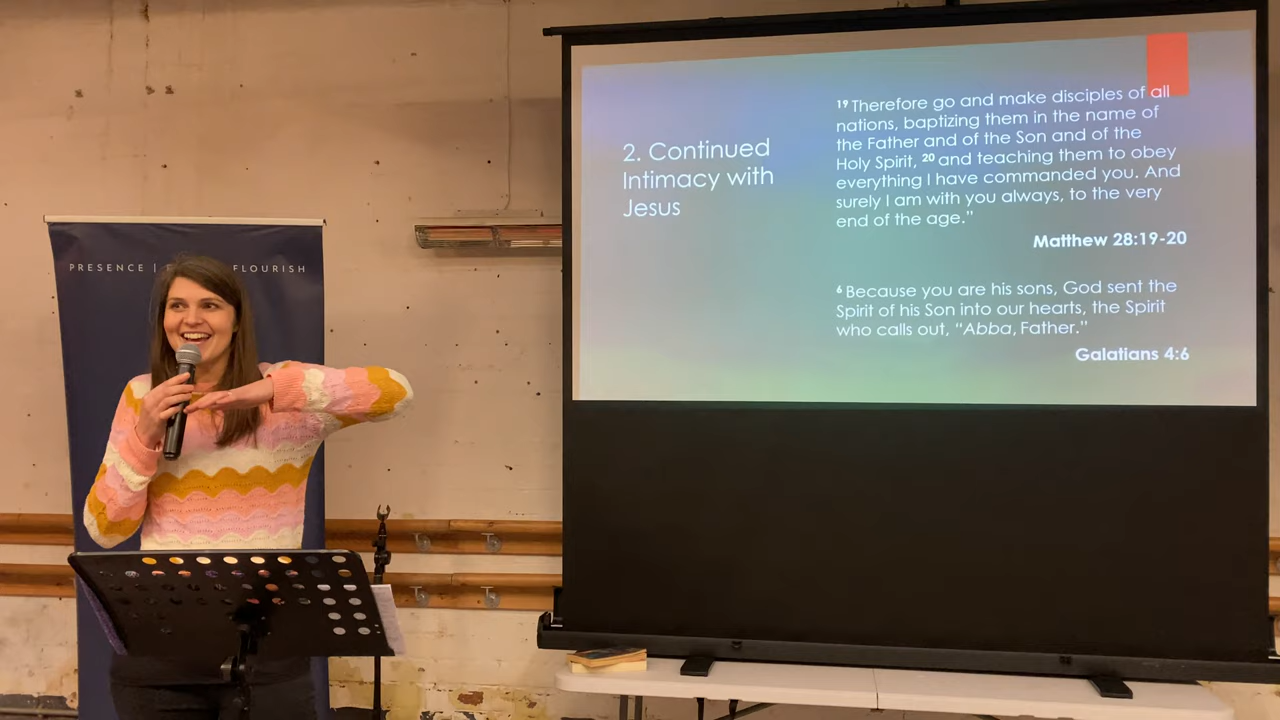 PRESENCE | FLOURISH
2. Continued
Intimacy with
Jesus
19 Therefore go and make disciples of all
nations, baptizing them in the name of
the Father and of the Son and of the
Holy Spirit, 20 and teaching them to obey
everything I have commanded you. And
surely I am with you always, to the very
end of the age.”
Matthew 28:19-20
6 Because you are his sons, God sent the
Spirit of his Son into our hearts, the Spirit
who calls out, “Abba, Father.”
Galatians 4:6